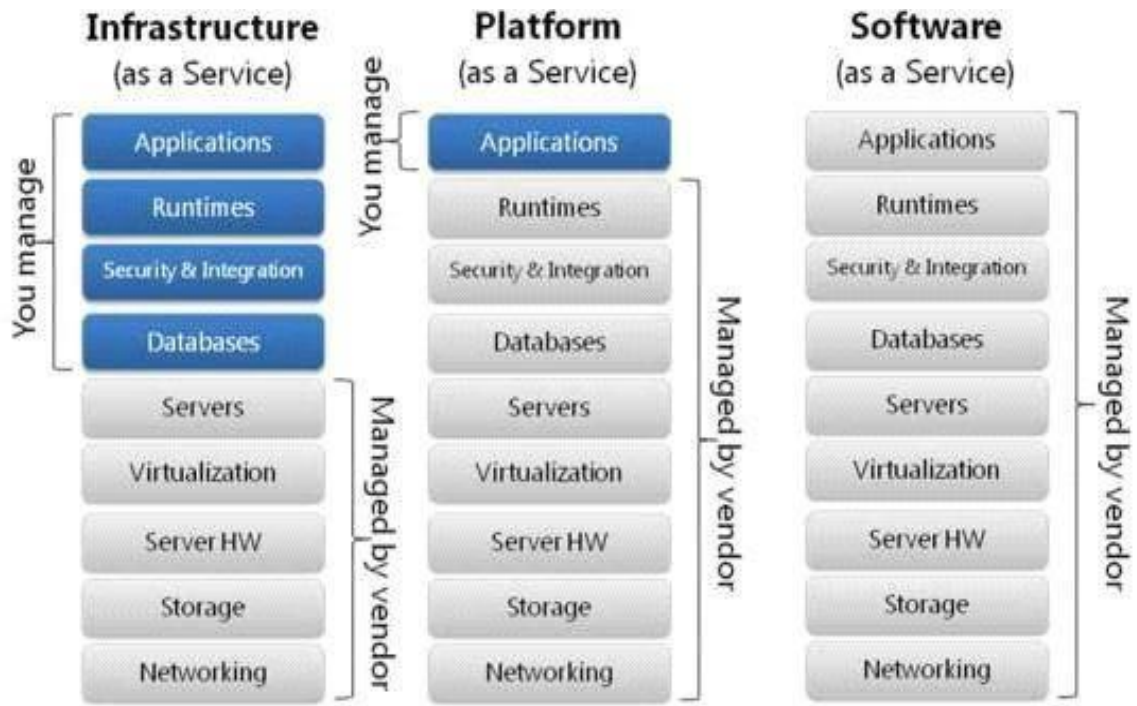 Infrastructure
(as a Service)
You manage
Applications
Runtimes
Security & Integration
Databases
Servers
Virtualization
Server HW
Storage
Networking
Managed by vendor
Platform
(as a Service)
You manage
Applications
Runtimes
Security & Integration
Databases
Servers
Virtualization
Server HW
Storage
Networking
Managed by vendor
Software
(as a Service)
Applications
Runtimes
Security & Integration
Databases
Servers
Virtualization
Server HW
Storage
Networking
Managed by vendor